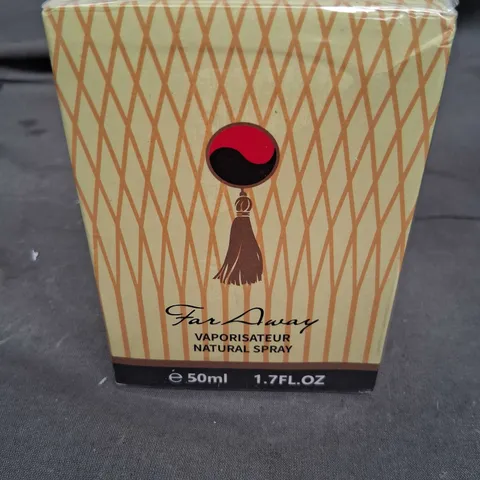 Far Away
VAPORISATEUR
NATURAL SPRAY
é 50ml 1.7FL.OZ